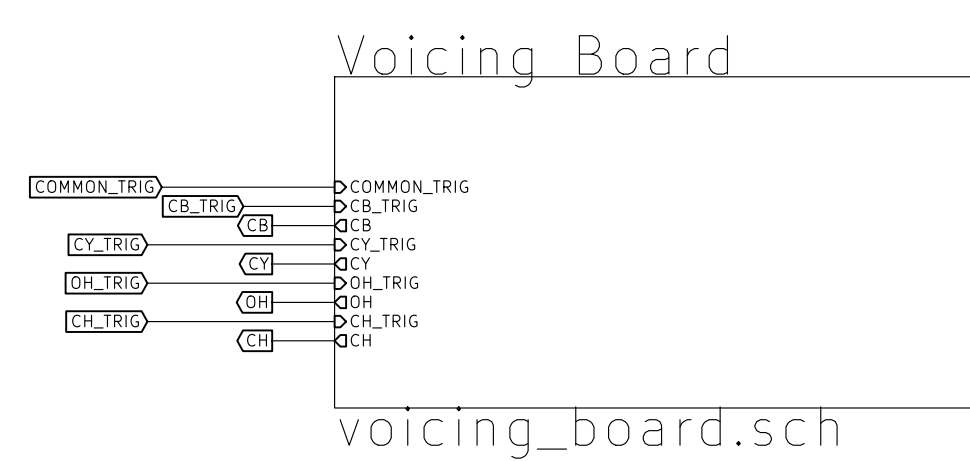 Voicing Board
COMMON_TRIG COMMON_TRIG
CB_TRIG CB_TRIG
CB CB
CY_TRIG CY_TRIG
CY CY
OH_TRIG OH_TRIG
OH OH
CH_TRIG CH_TRIG
CH CH
voicing_board.sch